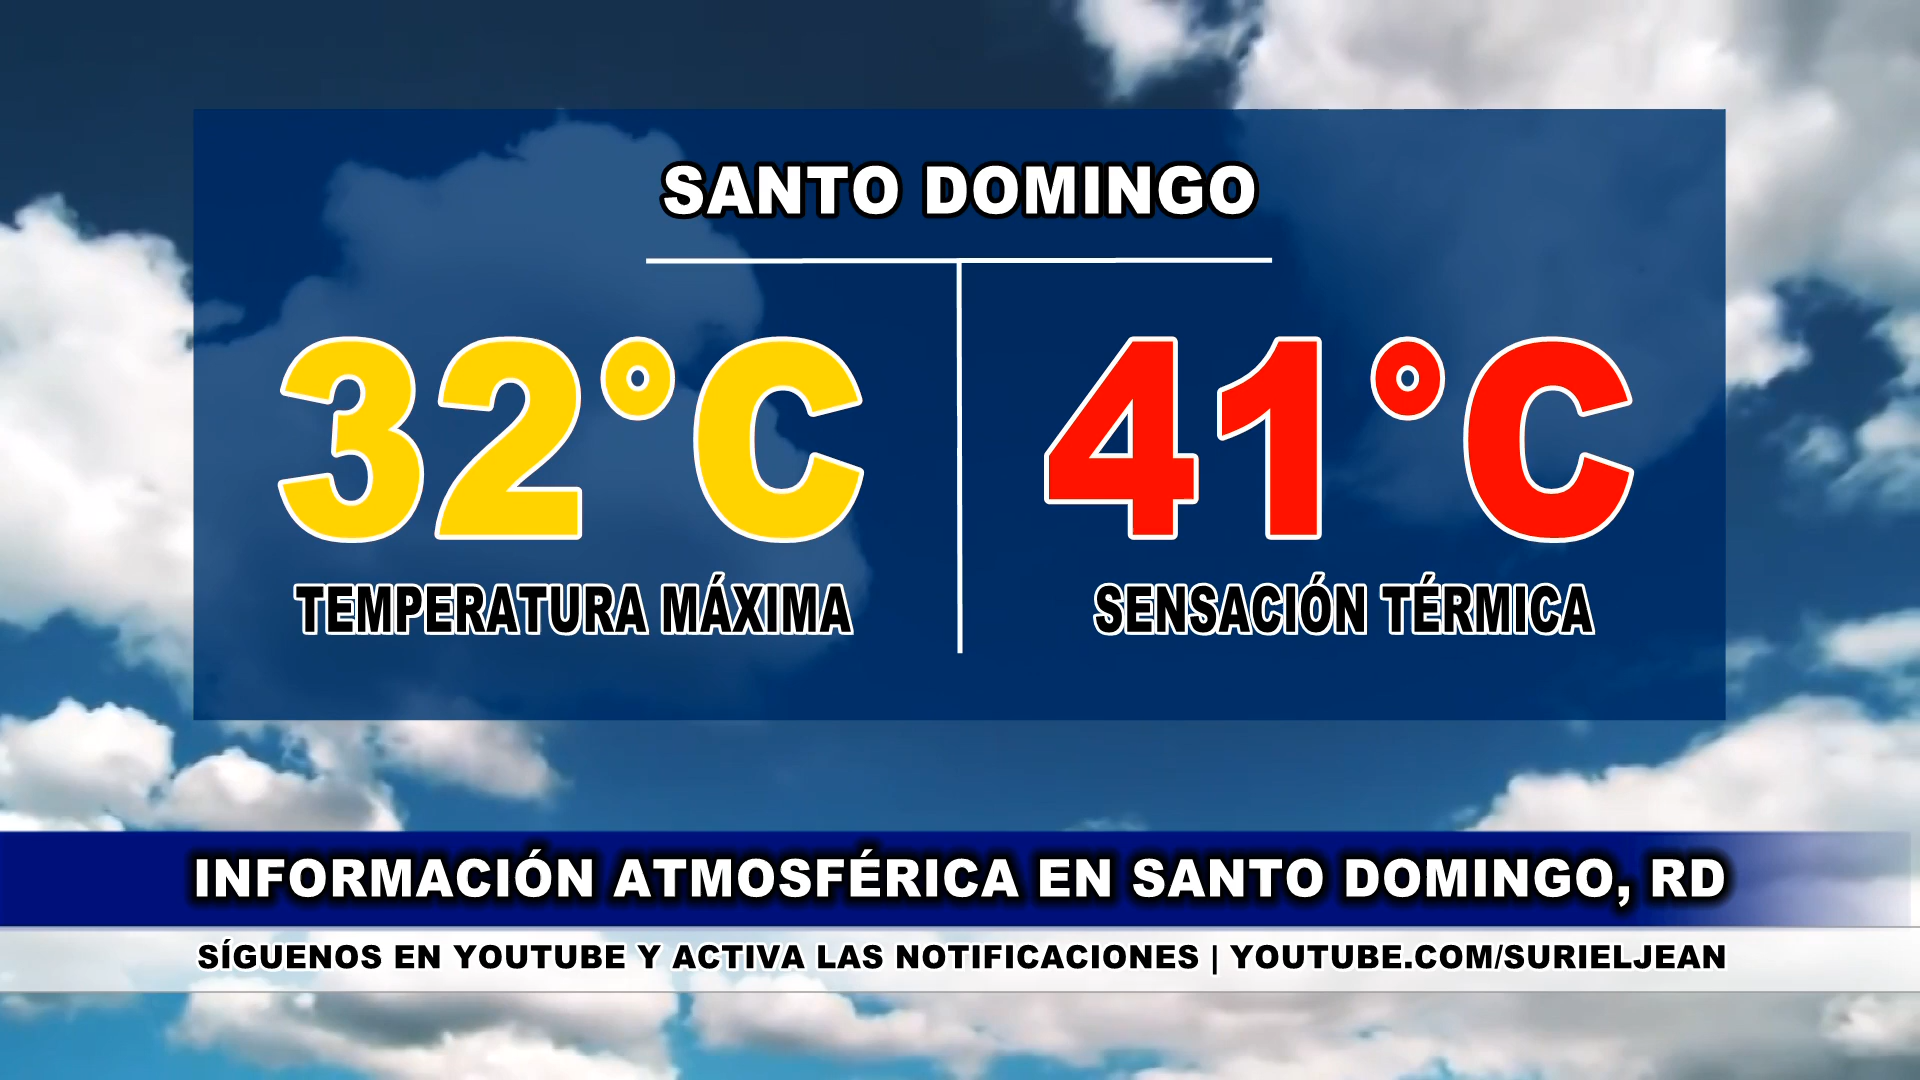 SANTO DOMINGO
32°C
41°C
TEMPERATURA MÁXIMA
SENSACIÓN TÉRMICA
INFORMACIÓN ATMOSFÉRICA EN SANTO DOMINGO, RD
SÍGUENOS EN YOUTUBE Y ACTIVA LAS NOTIFICACIONES | YOUTUBE.COM/SURIELJEAN